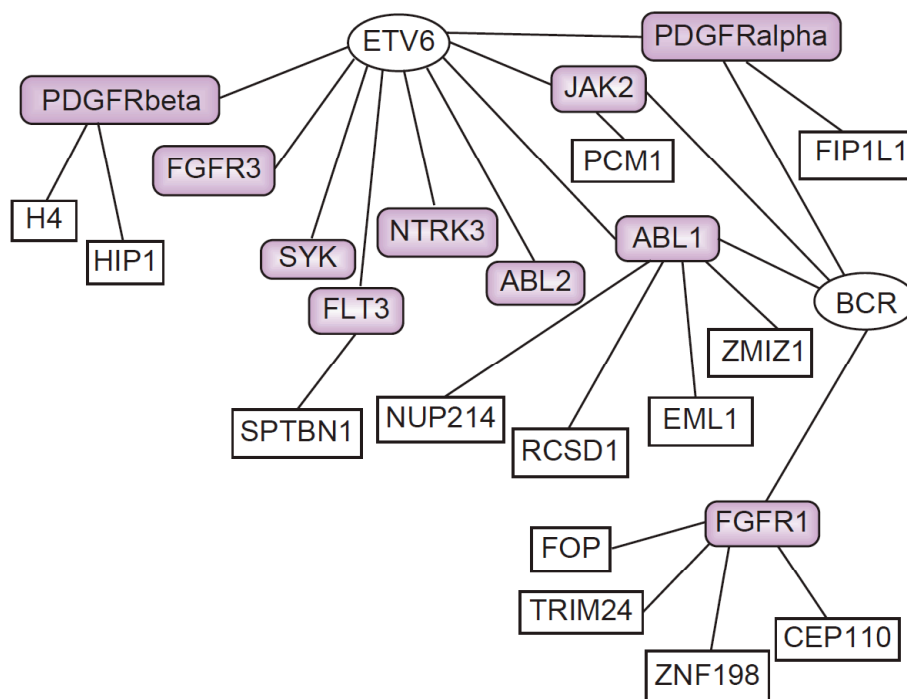 ETV6
PDGFRalpha
PDGFRbeta
JAK2
FGFR3
PCM1
FIP1L1
H4
HIP1
SYK
NTRK3
ABL2
ABL1
FLT3
BCR
ZMIZ1
SPTBN1
NUP214
RCSD1
EML1
FGFR1
FOP
TRIM24
ZNF198
CEP110